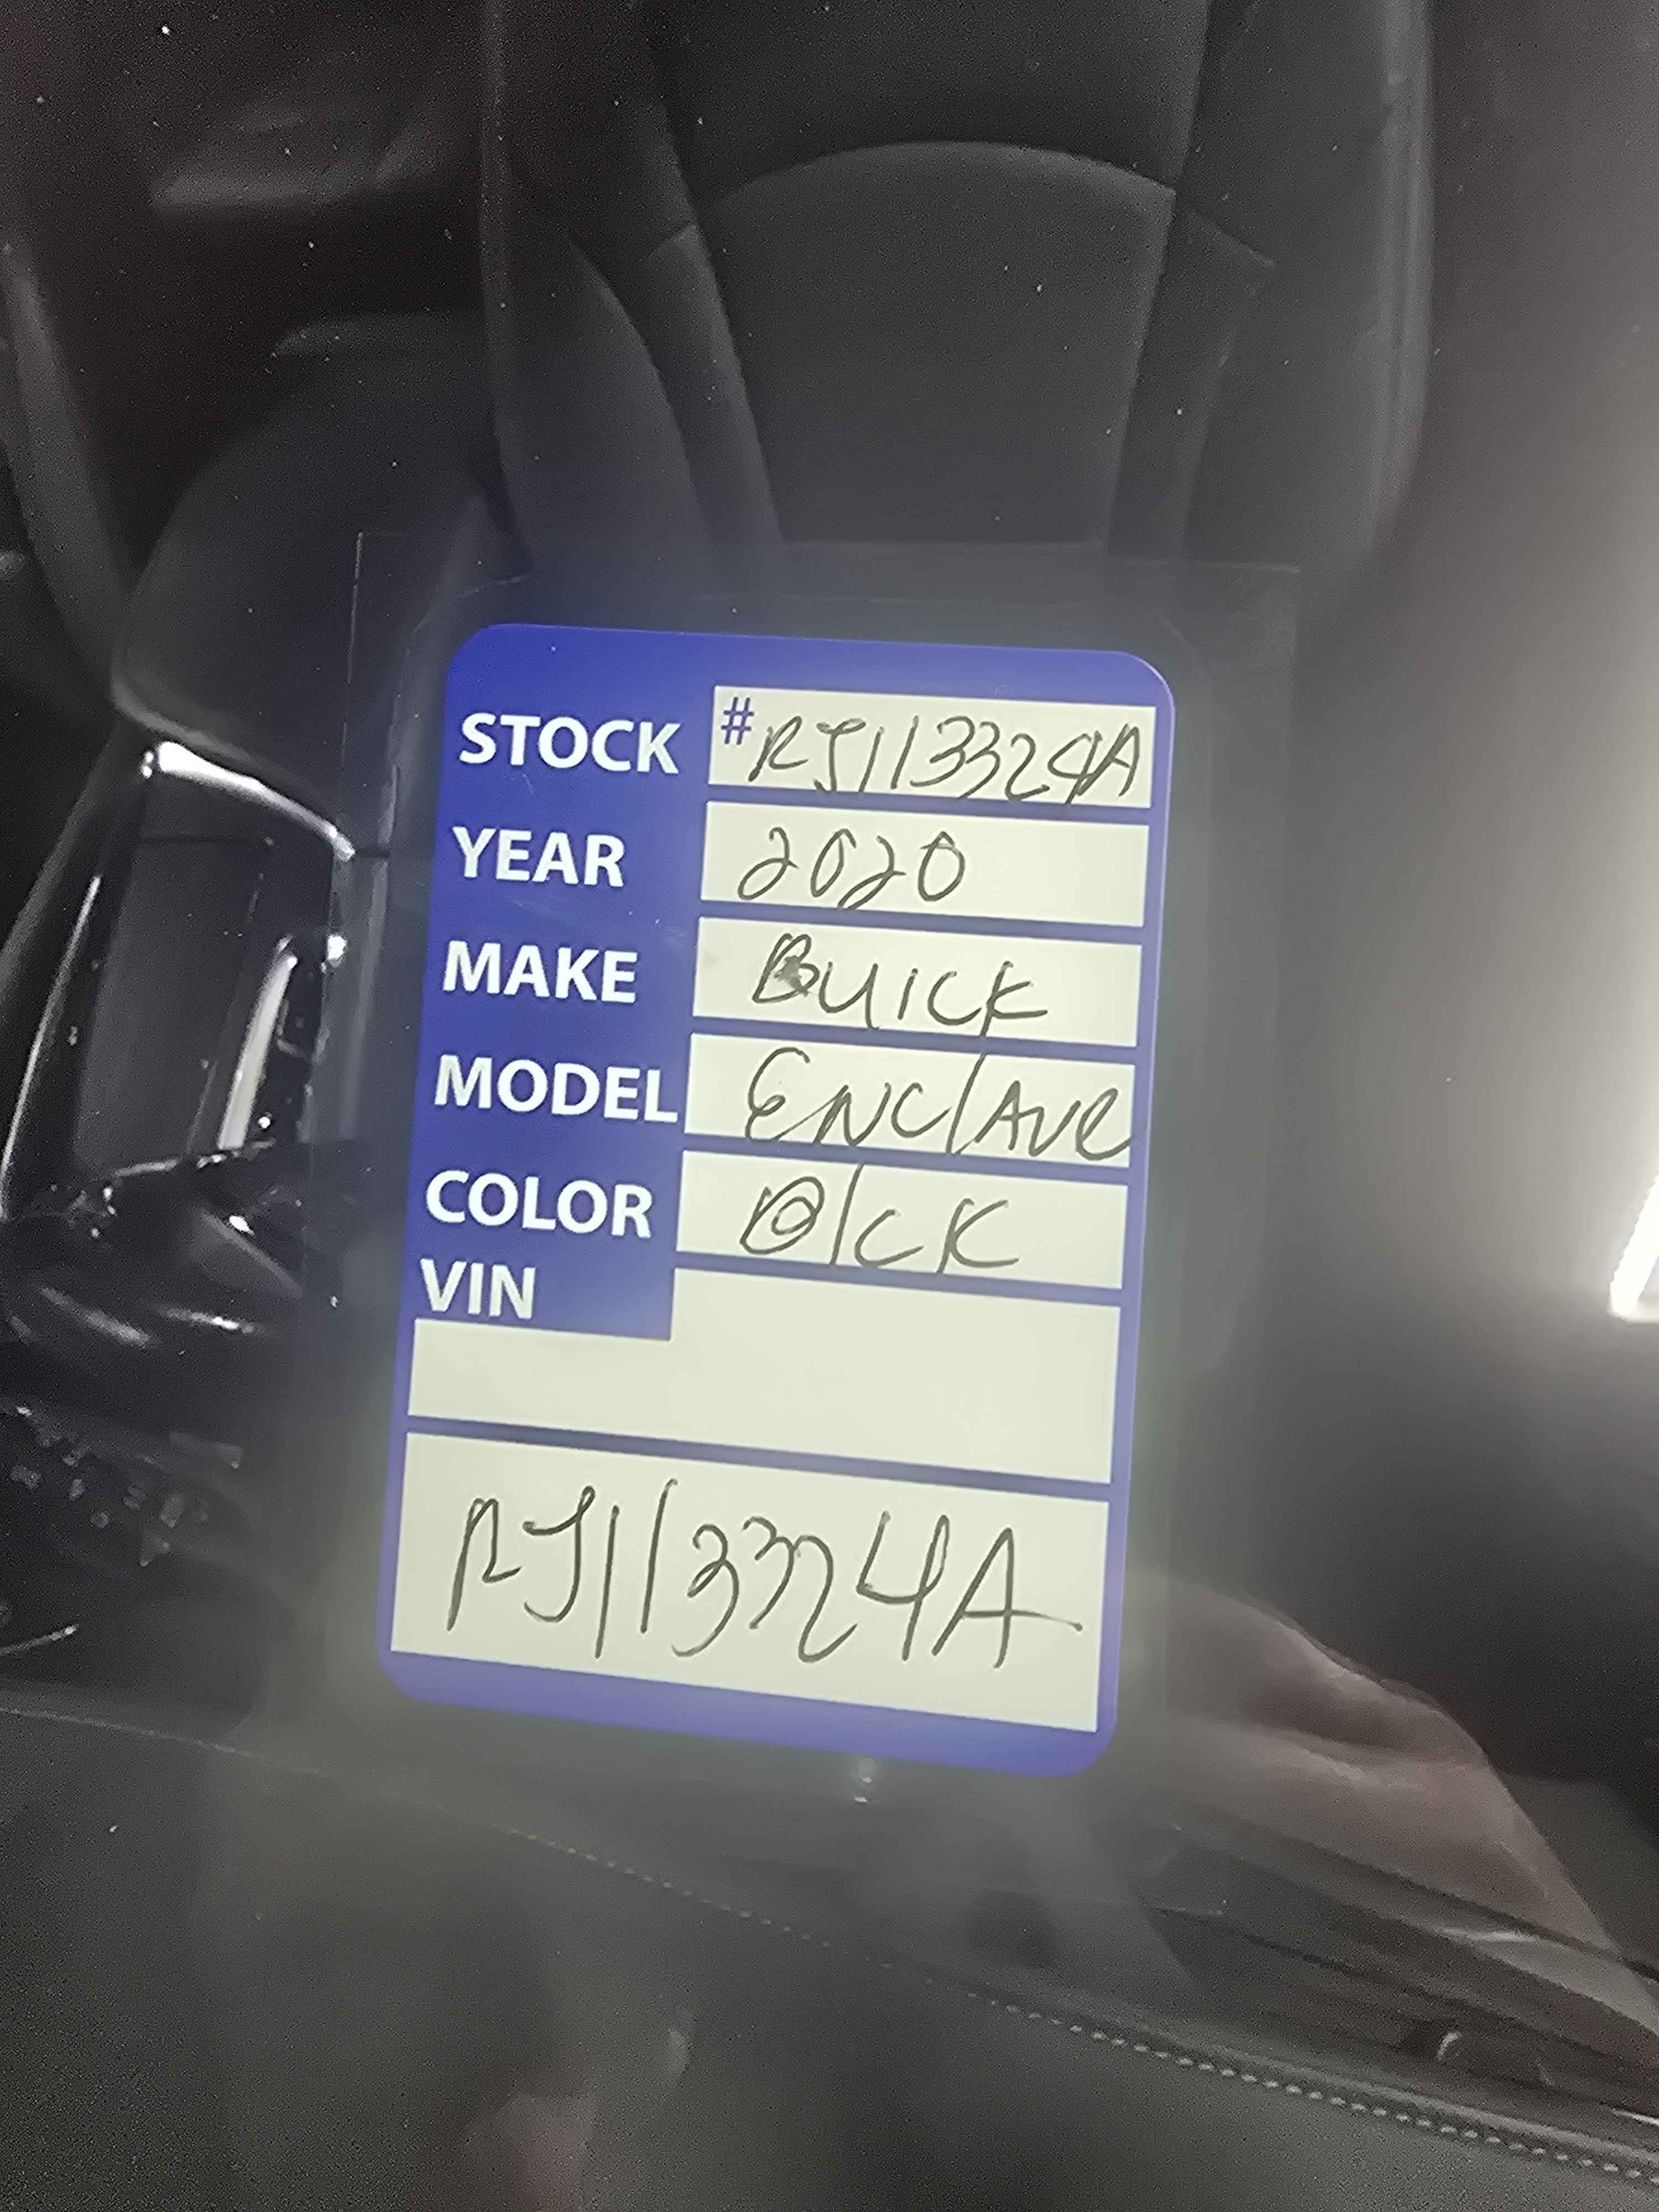 STOCK #RJ113324A
YEAR 2020
MAKE BUICK
MODEL ENClAVe
COLOR BlCK
VIN
RJ113324A